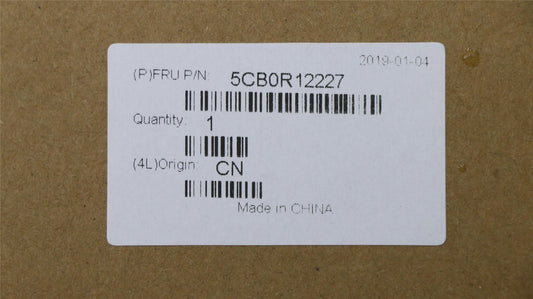 2019-01-04
(P)FRU P/N: 5CB0R12227
Quantity: 1
(4L)Origin: CN
Made in CHINA